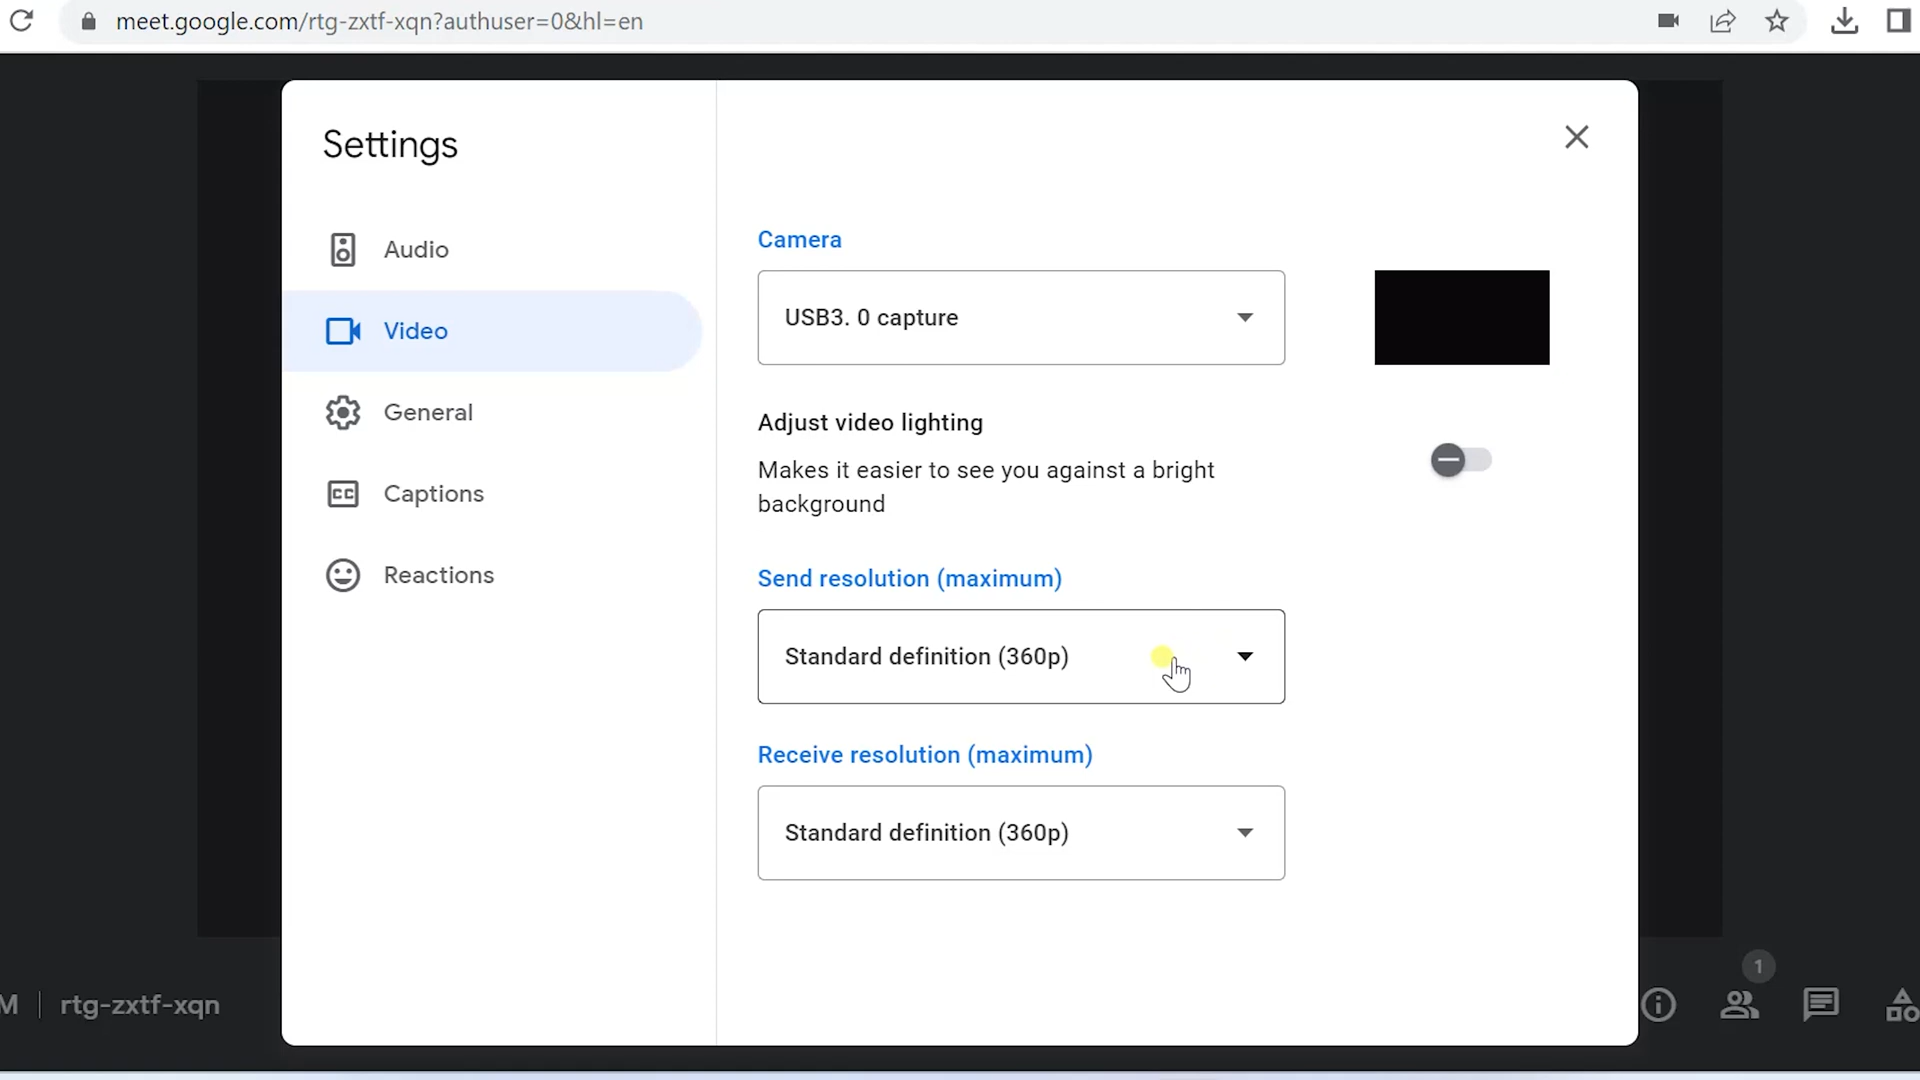 meet.google.com/rtg-zxtf-xqn?authuser=0&hl=en
Settings
Audio
Video
General
CC Captions
Reactions
Camera
USB3. 0 capture
Adjust video lighting
Makes it easier to see you against a bright
background
Send resolution (maximum)
Standard definition (360p)
Receive resolution (maximum)
Standard definition (360p)
M | rtg-zxtf-xqn
1